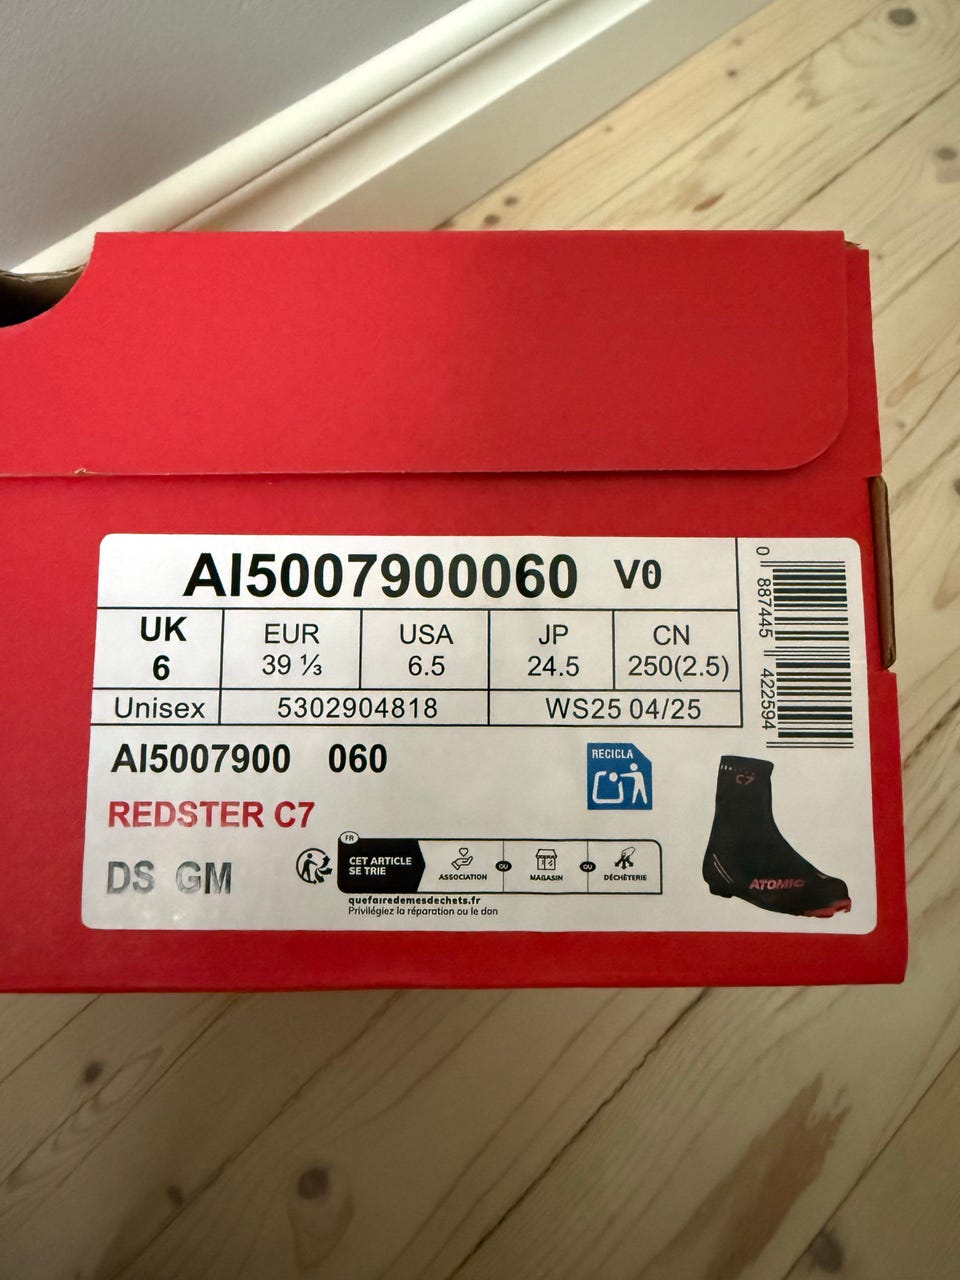 AI5007900060 V0
UK EUR USA JP CN
6 39 ⅓ 6.5 24.5 250(2.5)
Unisex 5302904818 WS25 04/25
0 887445 422594
AI5007900 060
REDSTER C7
DS GM
RECICLA
FR
CET ARTICLE
SE TRIE
ASSOCIATION
OU
MAGASIN
OU
DÉCHÈTERIE
quefairedemesdechets.fr
Privilégiez la réparation ou le don
C7
ATOMIC